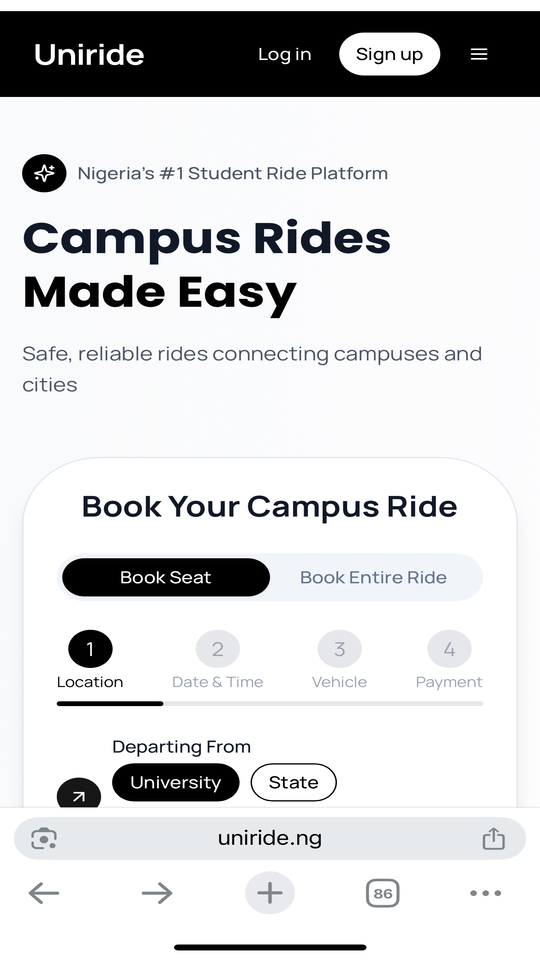 Uniride
Log in
Sign up
Nigeria's #1 Student Ride Platform
Campus Rides
Made Easy
Safe, reliable rides connecting campuses and
cities
Book Your Campus Ride
Book Seat
Book Entire Ride
1
2
3
4
Location
Date & Time
Vehicle
Payment
Departing From
University
State
uniride.ng
86